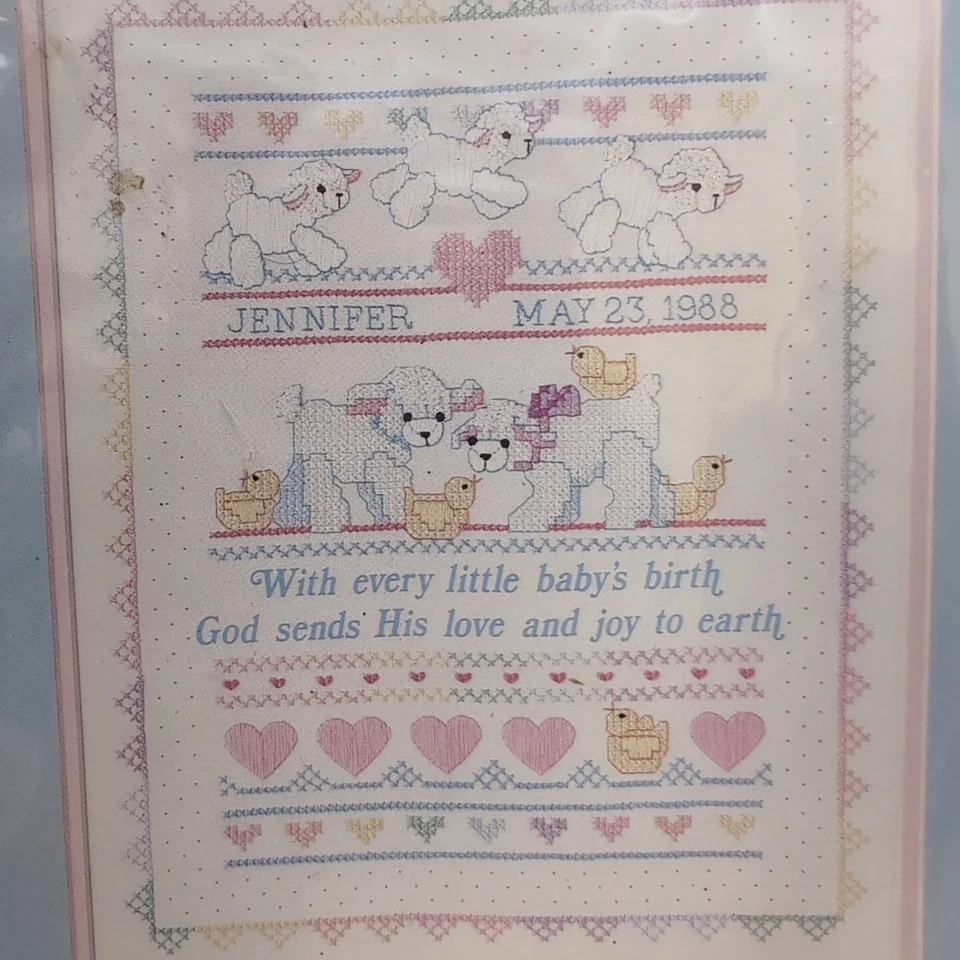 JENNIFER MAY 23, 1988
With every little baby's birth
God sends His love and joy to earth